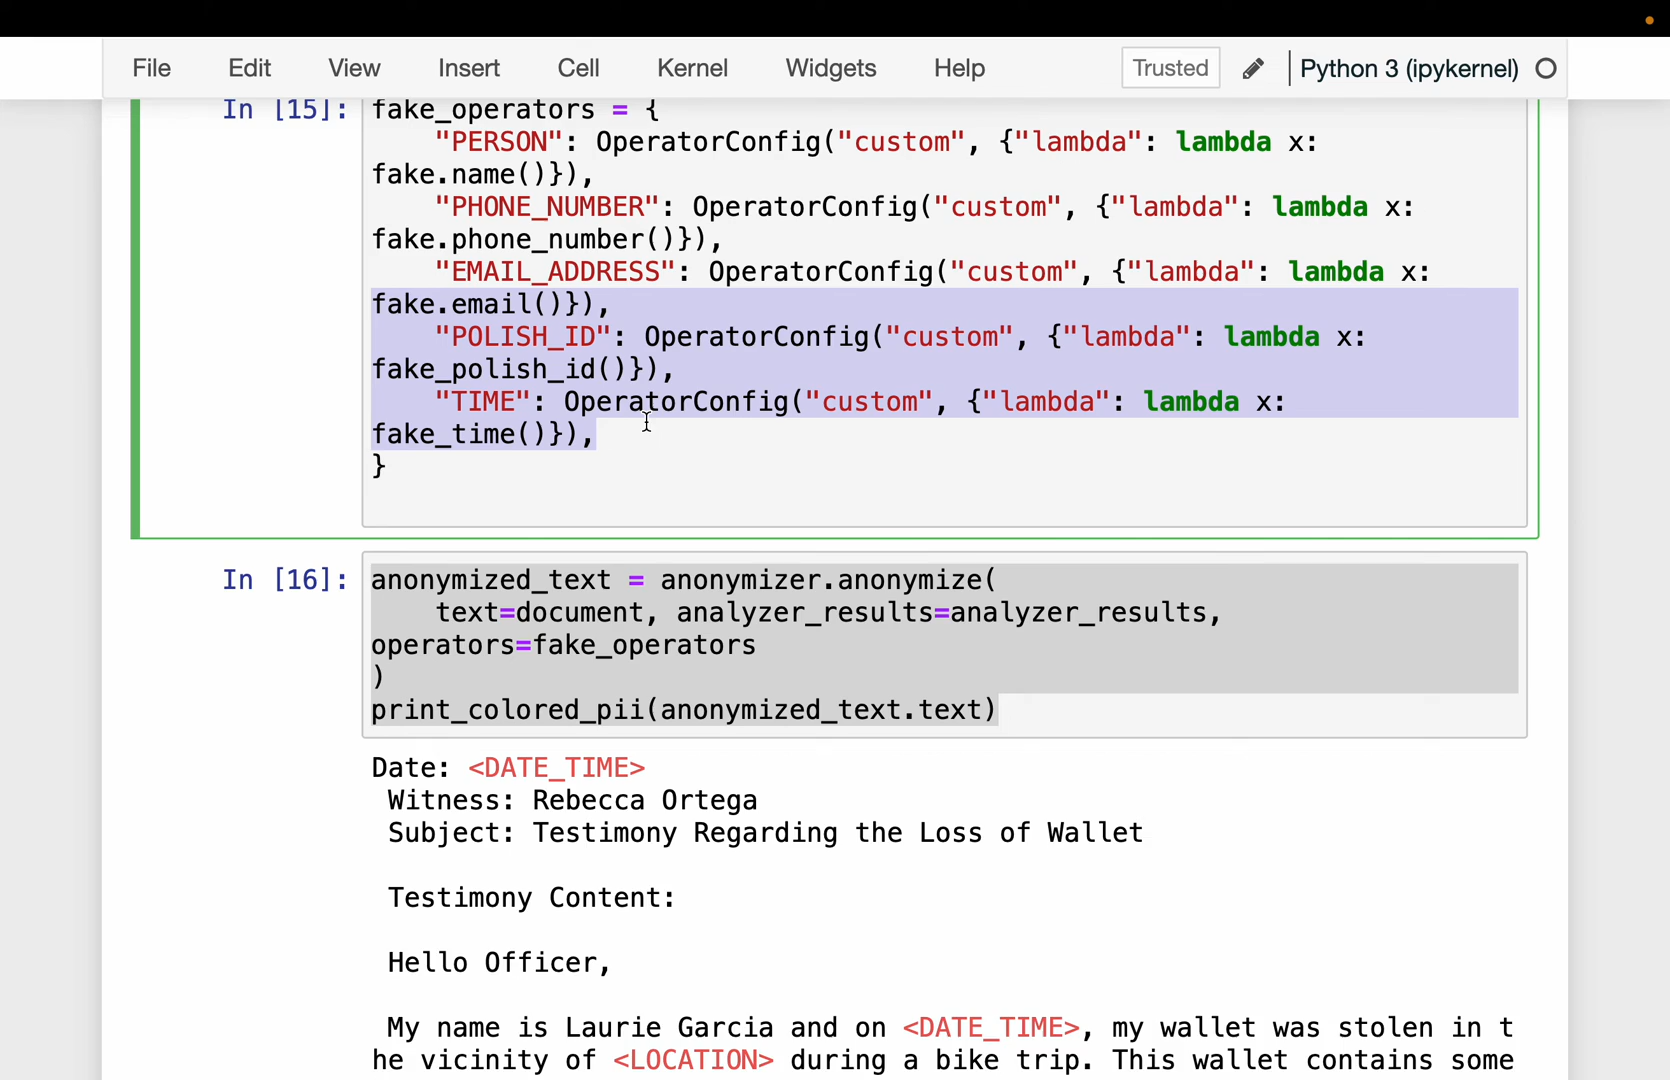 File Edit View Insert Cell Kernel Widgets Help Trusted Python 3 (ipykernel)
In [15]: fake_operators = {
"PERSON": OperatorConfig("custom", {"lambda": lambda x:
fake.name()}),
"PHONE_NUMBER": OperatorConfig("custom", {"lambda": lambda x:
fake.phone_number()}),
"EMAIL_ADDRESS": OperatorConfig("custom", {"lambda": lambda x:
fake.email()}),
"POLISH_ID": OperatorConfig("custom", {"lambda": lambda x:
fake_polish_id()}),
"TIME": OperatorConfig("custom", {"lambda": lambda x:
fake_time()}),
}
In [16]: anonymized_text = anonymizer.anonymize(
text=document, analyzer_results=analyzer_results,
operators=fake_operators
)
print_colored_pii(anonymized_text.text)
Date: <DATE_TIME>
Witness: Rebecca Ortega
Subject: Testimony Regarding the Loss of Wallet
Testimony Content:
Hello Officer,
My name is Laurie Garcia and on <DATE_TIME>, my wallet was stolen in t
he vicinity of <LOCATION> during a bike trip. This wallet contains some